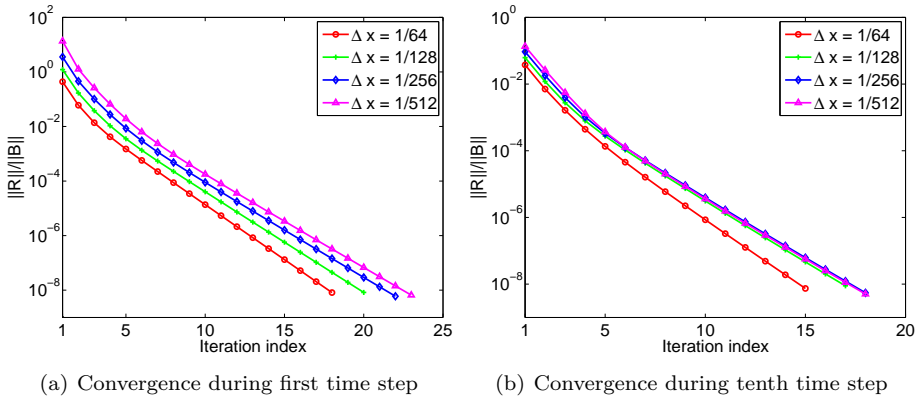 10^2
10^0
10^-2
10^-4
10^-6
10^-8
||R||/||B||
1 5 10 15 20 25
Iteration index
Δ x = 1/64
Δ x = 1/128
Δ x = 1/256
Δ x = 1/512
(a) Convergence during first time step
10^0
10^-2
10^-4
10^-6
10^-8
||R||/||B||
1 5 10 15 20
Iteration index
Δ x = 1/64
Δ x = 1/128
Δ x = 1/256
Δ x = 1/512
(b) Convergence during tenth time step